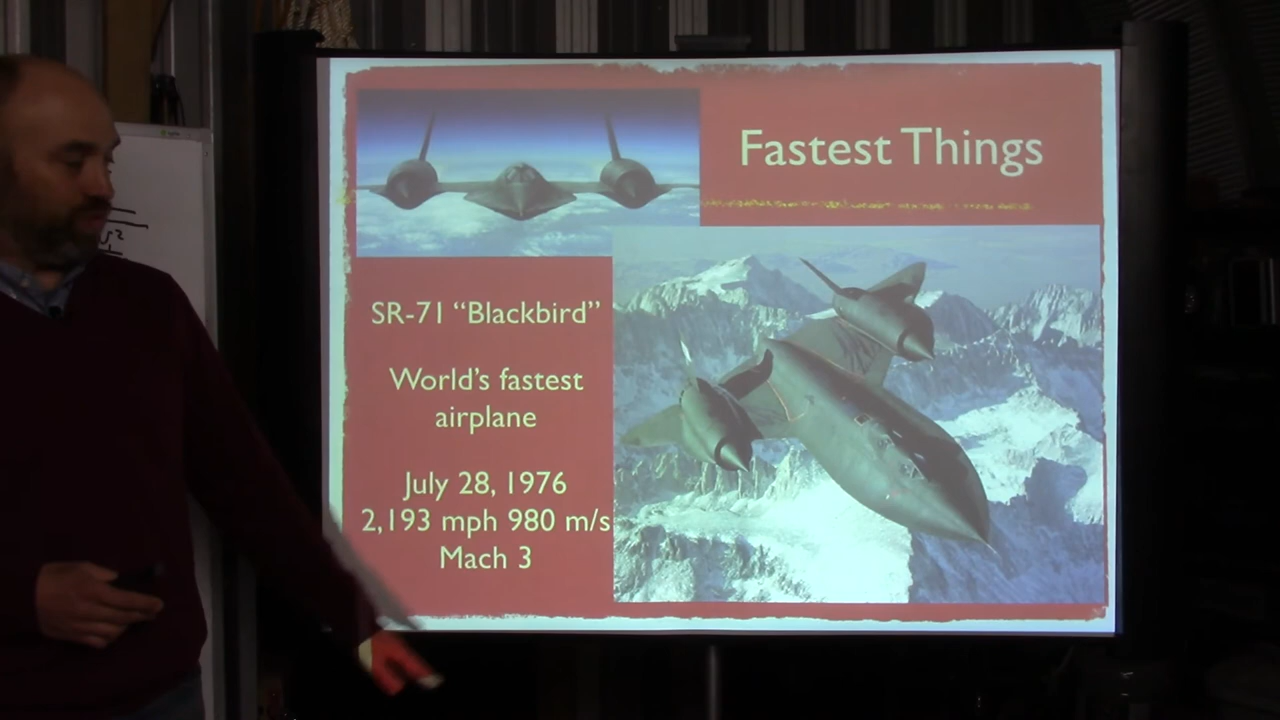 Fastest Things
SR-71 “Blackbird”
World’s fastest
airplane
July 28, 1976
2,193 mph 980 m/s
Mach 3